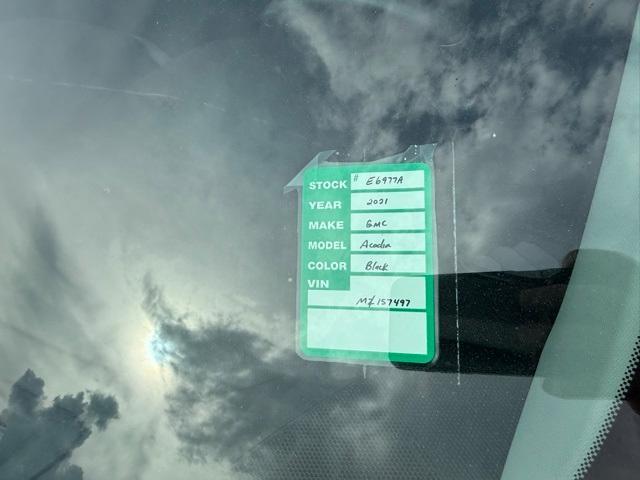 STOCK # E6977A
YEAR 2021
MAKE GMC
MODEL Acadia
COLOR Black
VIN
MZ157497